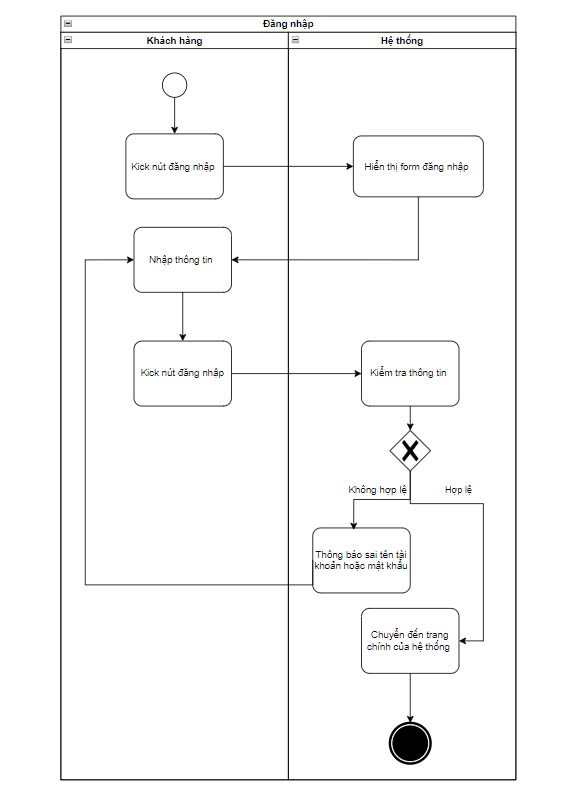 Đăng nhập
Khách hàng
Hệ thống
Kick nút đăng nhập
Hiển thị form đăng nhập
Nhập thông tin
Kick nút đăng nhập
Kiểm tra thông tin
Không hợp lệ
Hợp lệ
Thông báo sai tên tài
khoản hoặc mật khẩu
Chuyển đến trang
chính của hệ thống